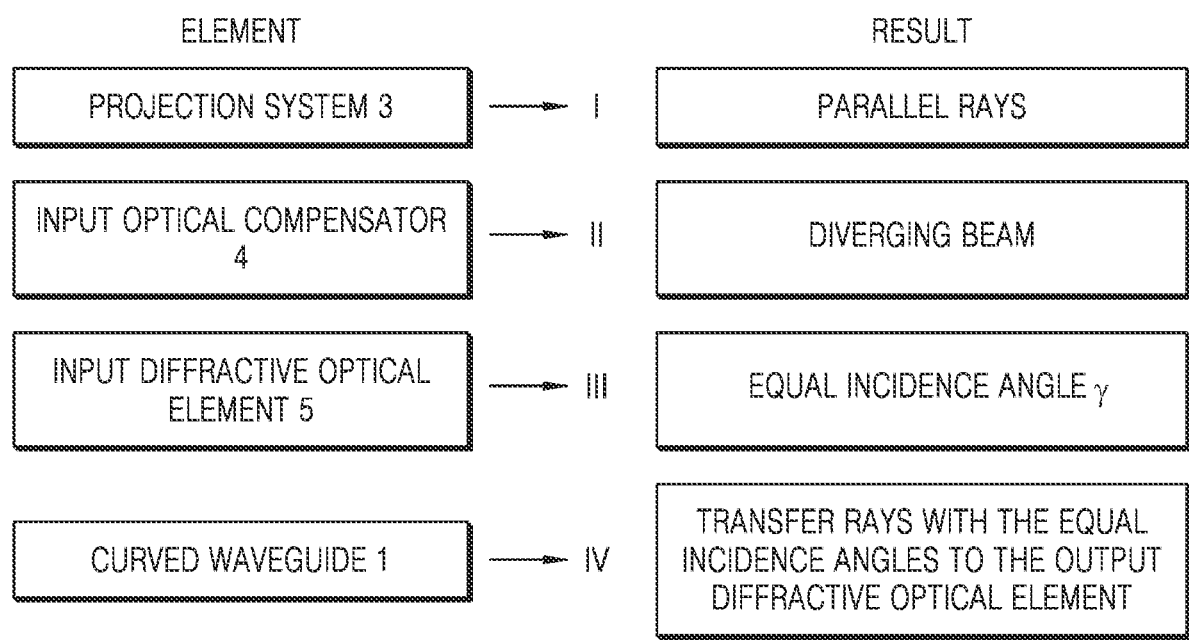 ELEMENT
RESULT
PROJECTION SYSTEM 3
I
PARALLEL RAYS
INPUT OPTICAL COMPENSATOR
4
II
DIVERGING BEAM
INPUT DIFFRACTIVE OPTICAL
ELEMENT 5
III
EQUAL INCIDENCE ANGLE γ
CURVED WAVEGUIDE 1
IV
TRANSFER RAYS WITH THE EQUAL
INCIDENCE ANGLES TO THE OUTPUT
DIFFRACTIVE OPTICAL ELEMENT